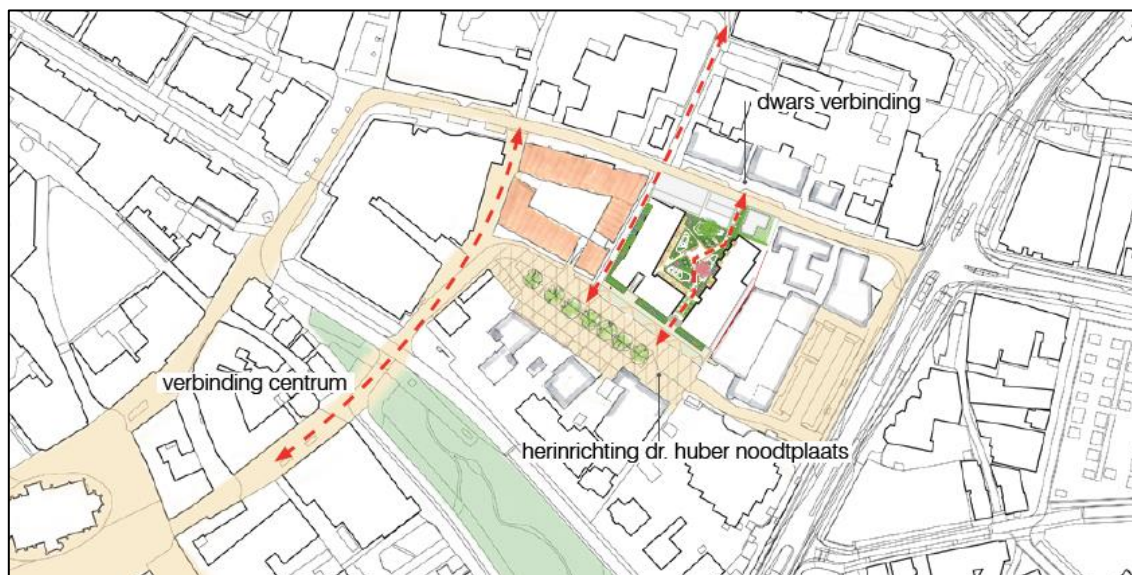 dwars verbinding
verbinding centrum
herinrichting dr. huber noodtplaats